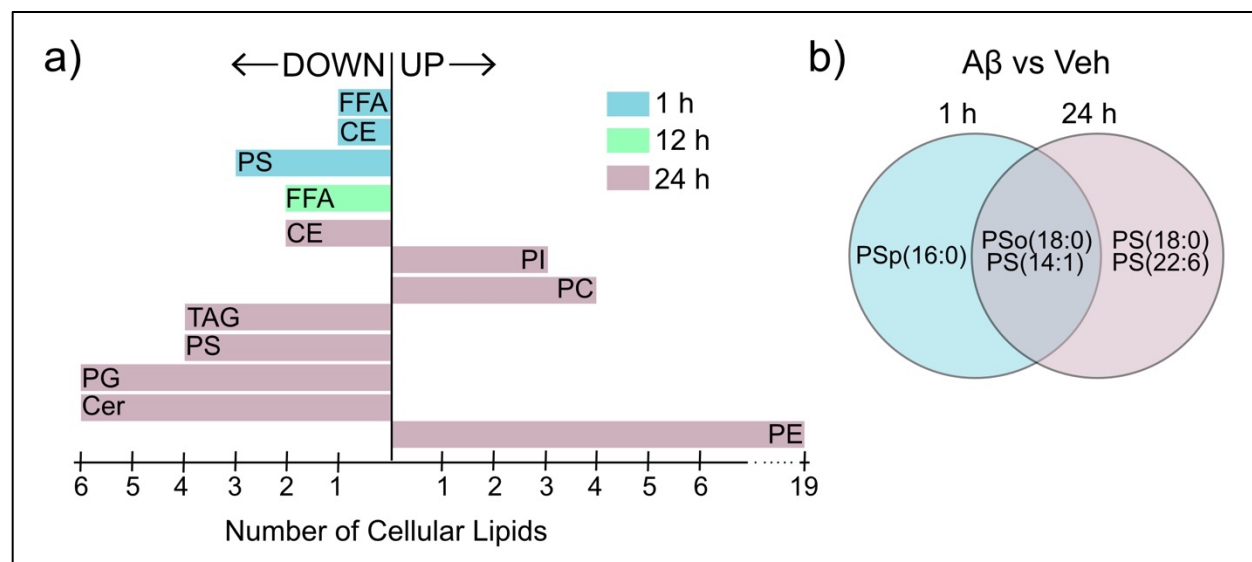 a)
←DOWN UP→
FFA
CE
PS
FFA
CE
PI
PC
TAG
PS
PG
Cer
PE
6 5 4 3 2 1 1 2 3 4 5 6 19
Number of Cellular Lipids
1 h
12 h
24 h
b)
Aβ vs Veh
1 h 24 h
PSp(16:0)
PSo(18:0)
PS(14:1)
PS(18:0)
PS(22:6)